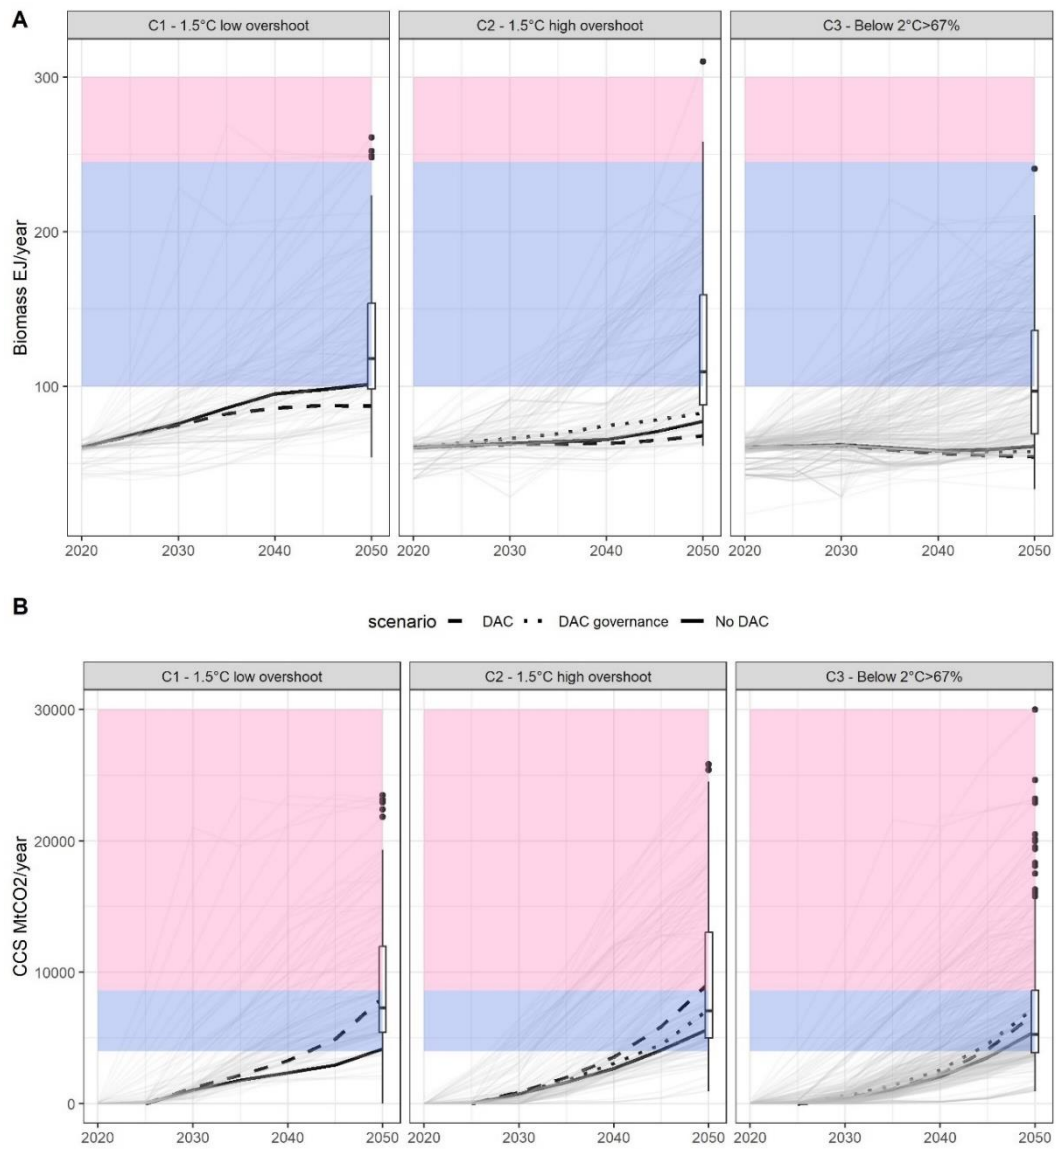 A
C1 - 1.5°C low overshoot
C2 - 1.5°C high overshoot
C3 - Below 2°C>67%
Biomass EJ/year
300
200
100
2020 2030 2040 2050
2020 2030 2040 2050
2020 2030 2040 2050
B
scenario DAC DAC governance No DAC
C1 - 1.5°C low overshoot
C2 - 1.5°C high overshoot
C3 - Below 2°C>67%
CCS MtCO2/year
30000
20000
10000
0
2020 2030 2040 2050
2020 2030 2040 2050
2020 2030 2040 2050